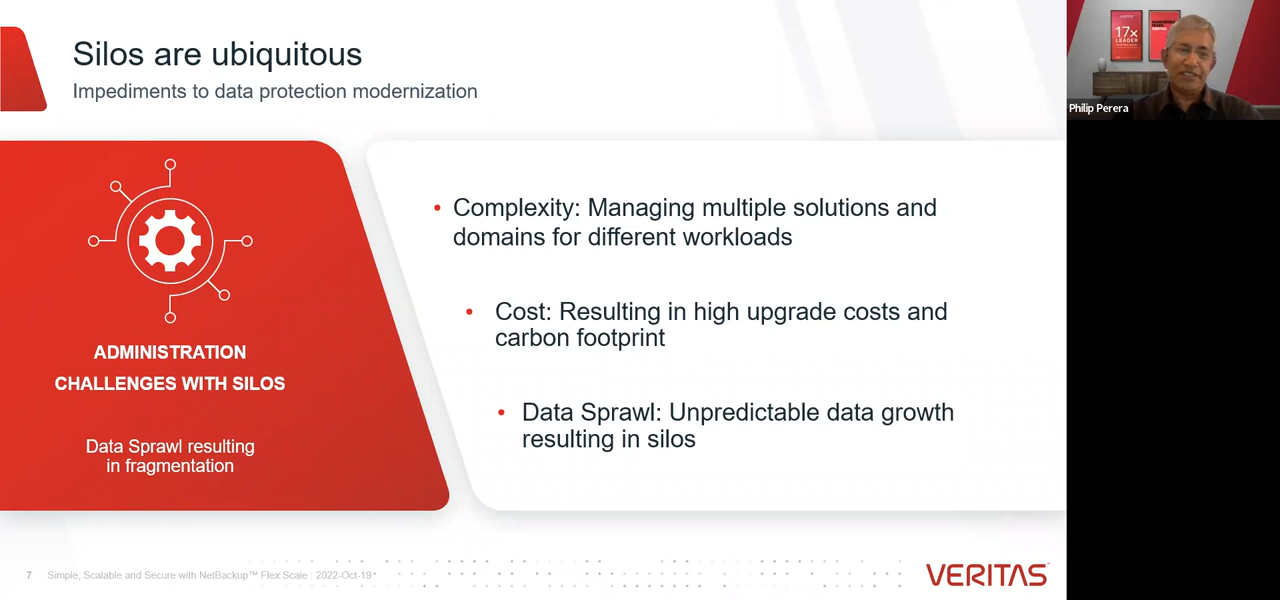 Silos are ubiquitous
Impediments to data protection modernization
ADMINISTRATION
CHALLENGES WITH SILOS
Data Sprawl resulting
in fragmentation
• Complexity: Managing multiple solutions and
domains for different workloads
• Cost: Resulting in high upgrade costs and
carbon footprint
• Data Sprawl: Unpredictable data growth
resulting in silos
7 Simple, Scalable and Secure with NetBackup™ Flex Scale : 2022-Oct-19
VERITAS
17x
LEADER
Philip Perera